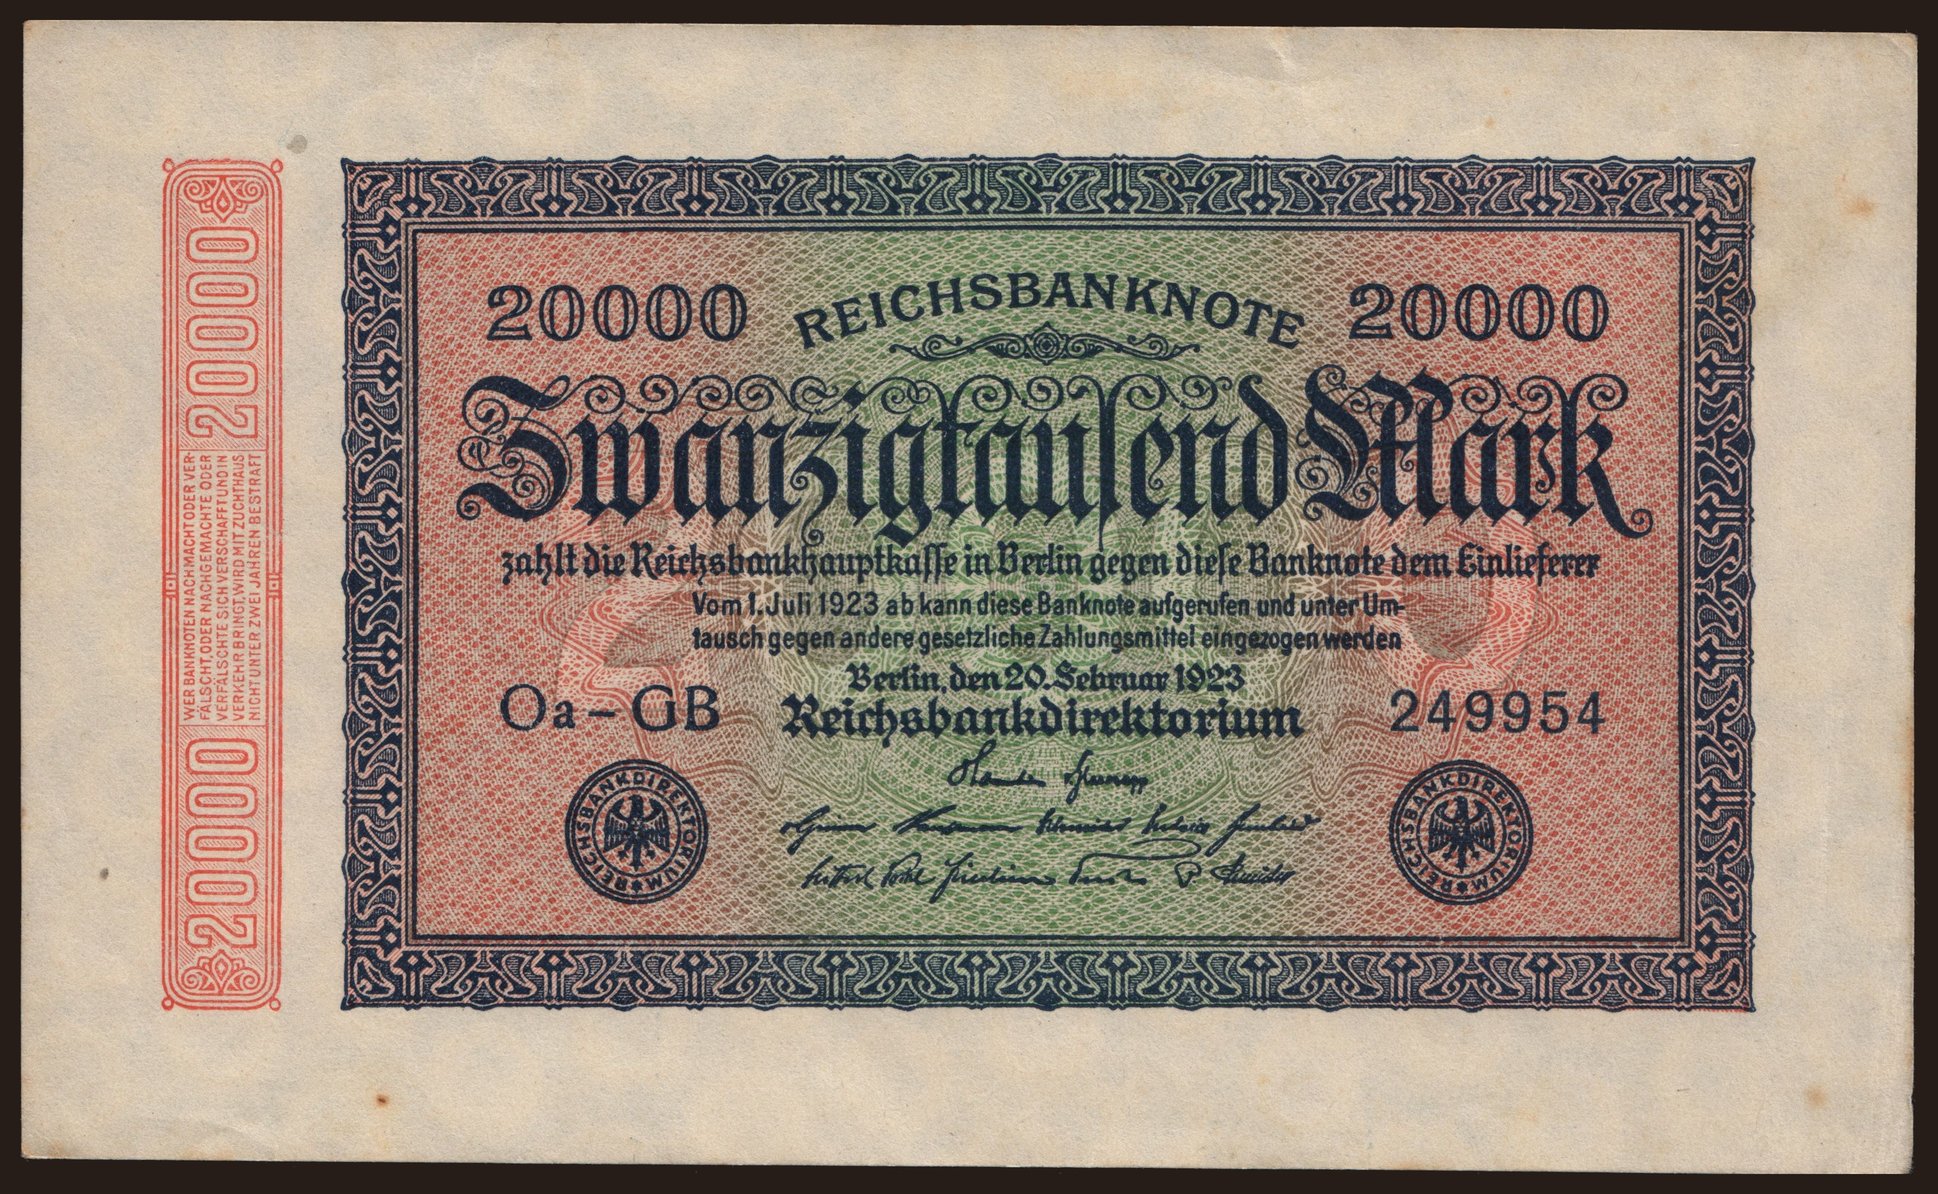 20000 REICHSBANKNOTE 20000
Zwanzigtausend Mark
zahlt die Reichsbankhauptkasse in Berlin gegen diese Banknote dem Einlieferer
Vom 1. Juli 1923 ab kann diese Banknote aufgerufen und unter Um-
tausch gegen andere gesetzliche Zahlungsmittel eingezogen werden
Berlin, den 20. Februar 1923
Oa–GB Reichsbankdirektorium 249954
REICHSBANKDIREKTORIUM
REICHSBANKDIREKTORIUM
20000
WER BANKNOTEN NACHMACHT ODER VER-
FÄLSCHT, ODER NACHGEMACHTE ODER
VERFÄLSCHTE SICH VERSCHAFFT UND IN
VERKEHR BRINGT, WIRD MIT ZUCHTHAUS
NICHT UNTER ZWEI JAHREN BESTRAFT
20000